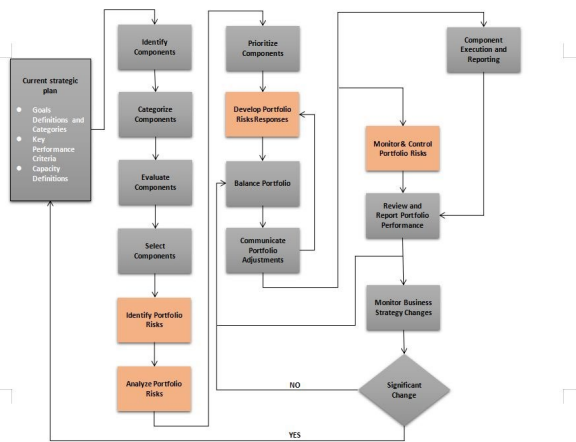 Current strategic
plan
Goals
Definitions and
Categories
Key
Performance
Criteria
Capacity
Definitions
Identify
Components
Categorize
Components
Evaluate
Components
Select
Components
Identify Portfolio
Risks
Analyze Portfolio
Risks
Prioritize
Components
Develop Portfolio
Risks Responses
Balance Portfolio
Communicate
Portfolio
Adjustments
Component
Execution and
Reporting
Monitor& Control
Portfolio Risks
Review and
Report Portfolio
Performance
Monitor Business
Strategy Changes
Significant
Change
NO
YES